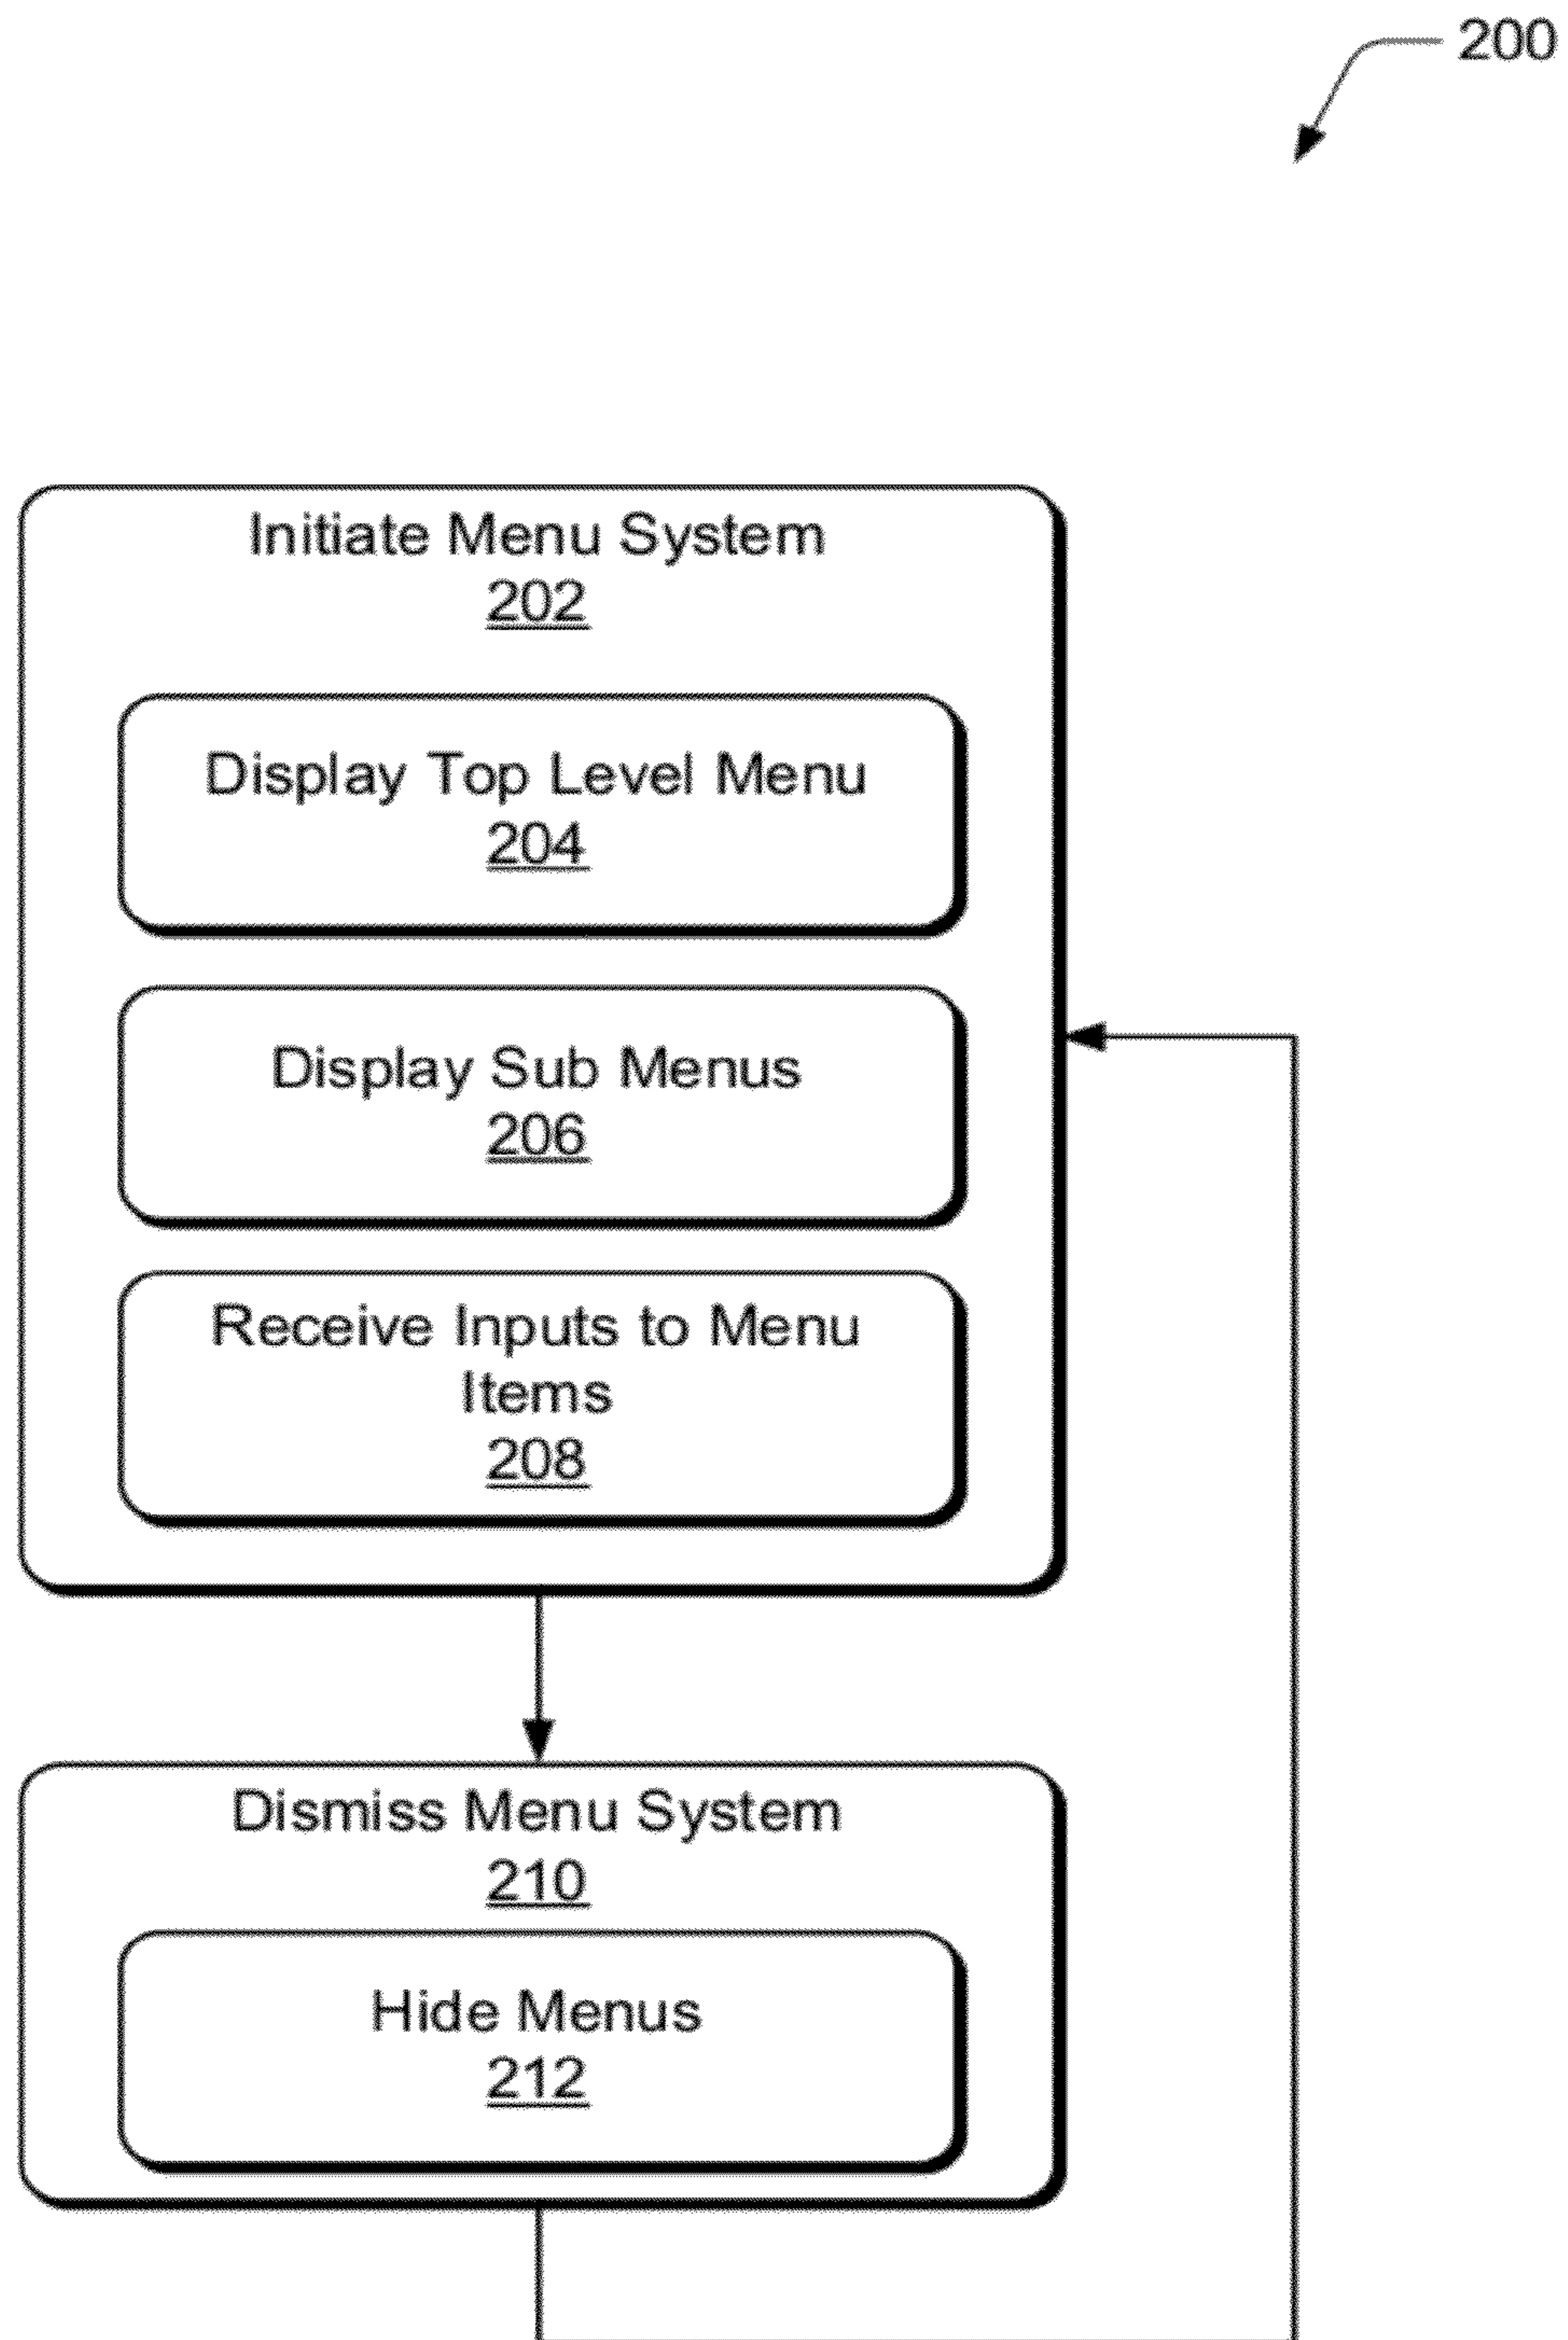 200
Initiate Menu System
202
Display Top Level Menu
204
Display Sub Menus
206
Receive Inputs to Menu
Items
208
Dismiss Menu System
210
Hide Menus
212